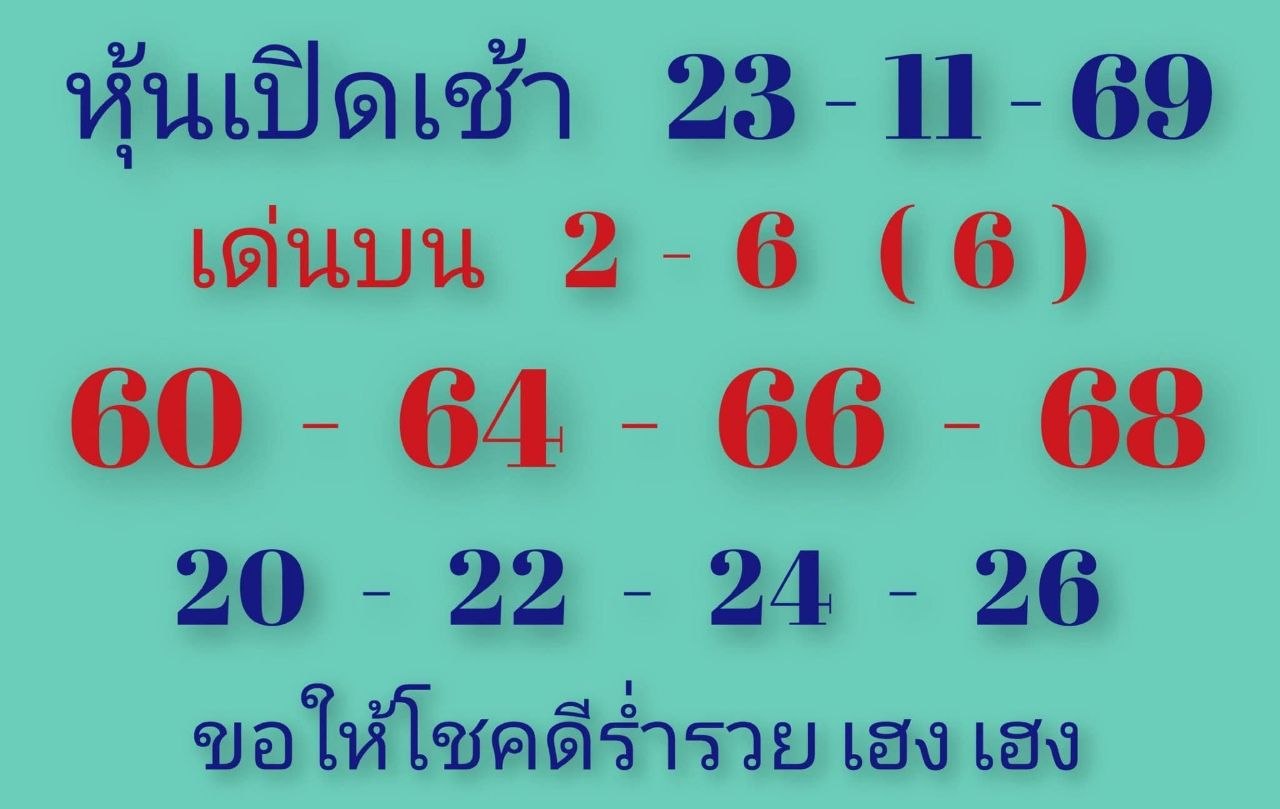 หุ้นเปิดเช้า 23 - 11 - 69
เด่นบน 2 - 6 ( 6 )
60 - 64 - 66 - 68
20 - 22 - 24 - 26
ขอให้โชคดีร่ำรวย เฮง เฮง